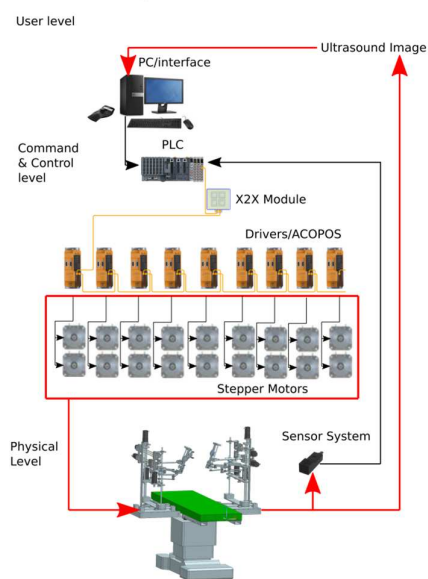 User level
Ultrasound Image
PC/interface
Command
& Control
level
PLC
X2X Module
Drivers/ACOPOS
Stepper Motors
Physical
Level
Sensor System